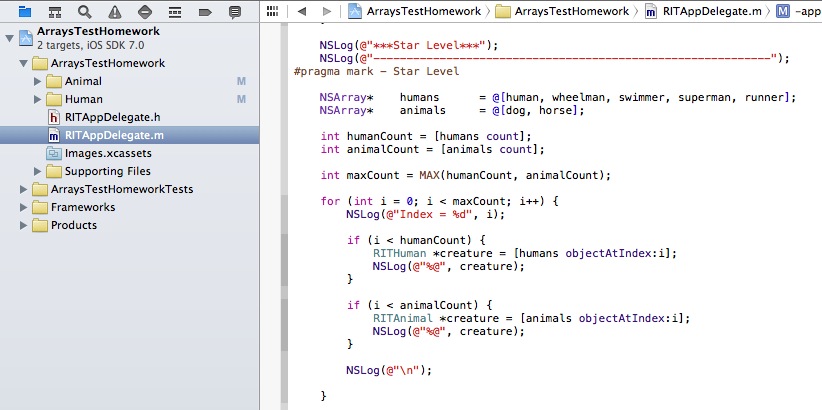 ArraysTestHomework
2 targets, iOS SDK 7.0
ArraysTestHomework
Animal M
Human M
RITAppDelegate.h
RITAppDelegate.m
Images.xcassets
Supporting Files
ArraysTestHomeworkTests
Frameworks
Products
ArraysTestHomework ArraysTestHomework RITAppDelegate.m M -app
NSLog(@"***Star Level***");
NSLog(@"------------------------------------------------------------");
#pragma mark - Star Level
NSArray* humans = @[human, wheelman, swimmer, superman, runner];
NSArray* animals = @[dog, horse];
int humanCount = [humans count];
int animalCount = [animals count];
int maxCount = MAX(humanCount, animalCount);
for (int i = 0; i < maxCount; i++) {
NSLog(@"Index = %d", i);
if (i < humanCount) {
RITHuman *creature = [humans objectAtIndex:i];
NSLog(@"%@", creature);
}
if (i < animalCount) {
RITAnimal *creature = [animals objectAtIndex:i];
NSLog(@"%@", creature);
}
NSLog(@"\n");
}